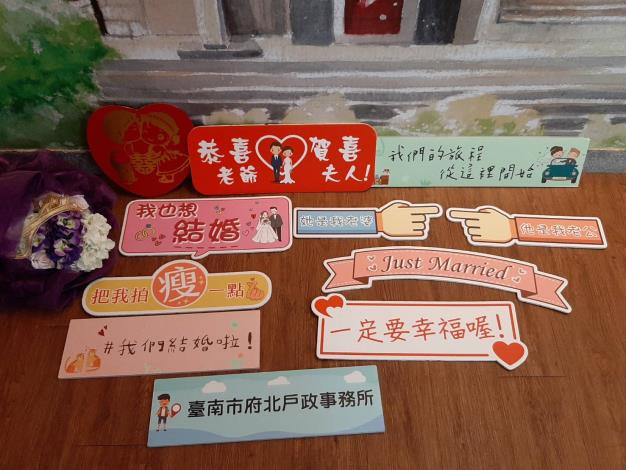 囍
恭喜 賀喜
老爺 夫人!
我們的旅程
從這裡開始
我也想
結婚
她是我老婆
他是我老公
Just Married
把我拍 瘦 一點
一定要幸福喔!!
#我們結婚啦!
臺南市府北戶政事務所